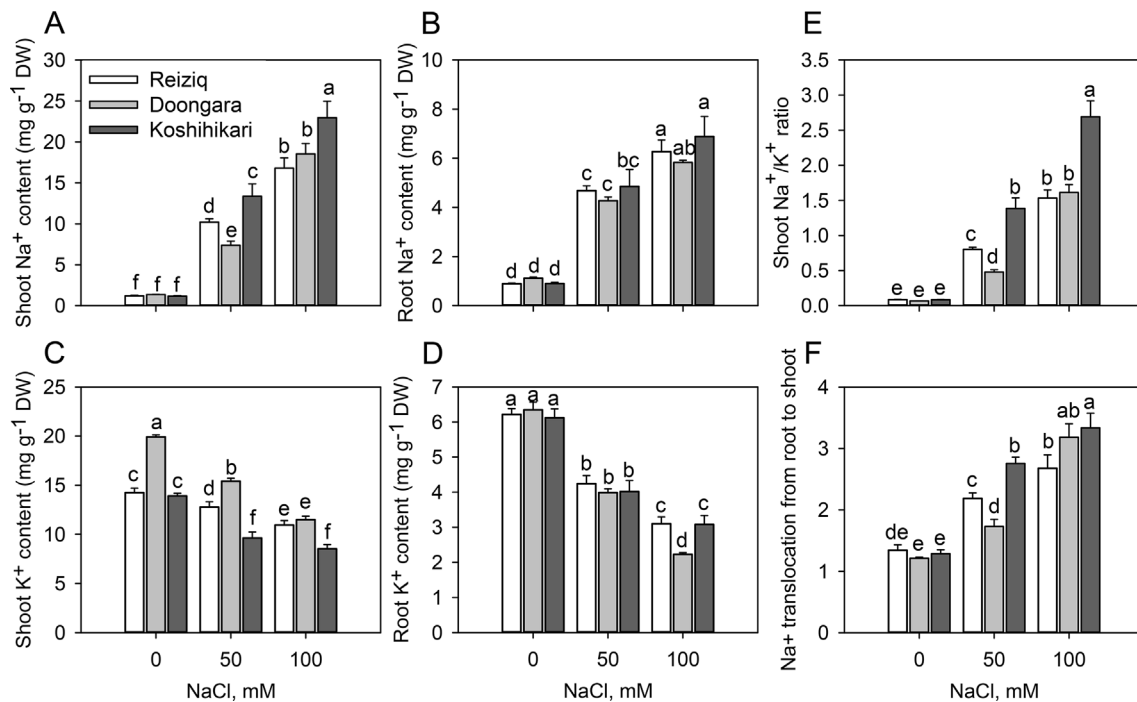 A
Shoot Na⁺ content (mg g⁻¹ DW)
30
25
20
15
10
5
0
Reiziq
Doongara
Koshihikari
f f f
d e c
b b a
B
Root Na⁺ content (mg g⁻¹ DW)
10
8
6
4
2
0
d d d
c c bc
a ab a
E
Shoot Na⁺/K⁺ ratio
3.5
3.0
2.5
2.0
1.5
1.0
0.5
0.0
e e e
c d b
b b a
C
Shoot K⁺ content (mg g⁻¹ DW)
25
20
15
10
5
0
c a c
d b f
e e f
0 50 100
NaCl, mM
D
Root K⁺ content (mg g⁻¹ DW)
7
6
5
4
3
2
1
0
a a a
b b b
c d c
0 50 100
NaCl, mM
F
Na+ translocation from root to shoot
4
3
2
1
0
de e e
c d b
b ab a
0 50 100
NaCl, mM